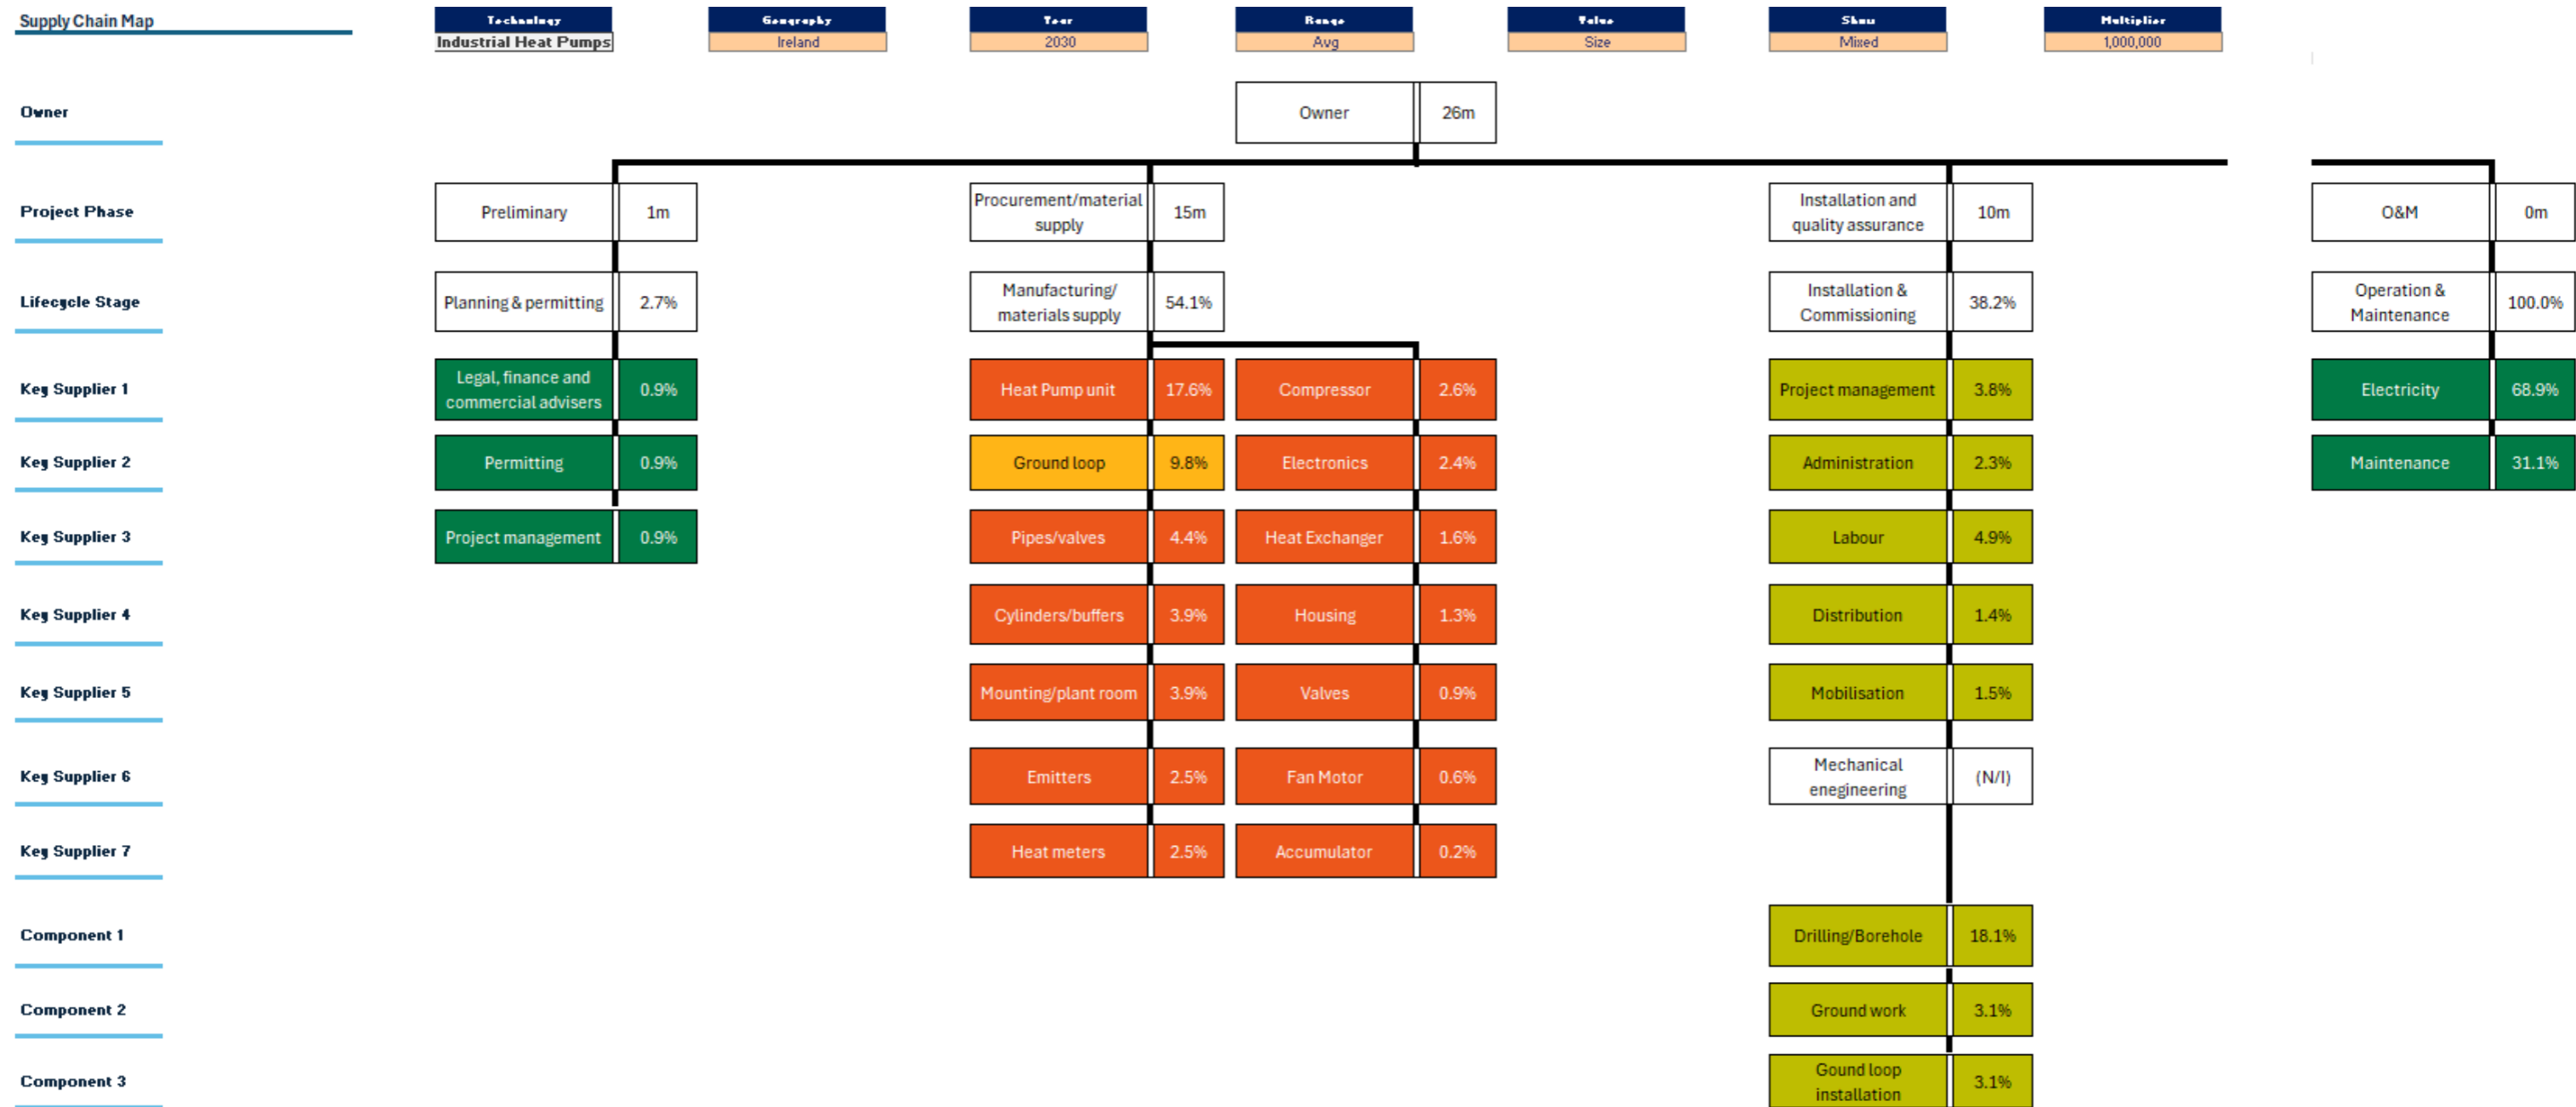 Supply Chain Map
Technology
Geography
Year
Range
Value
Show
Multiplier
Industrial Heat Pumps
Ireland
2030
Avg
Size
Mixed
1,000,000
Owner
Owner
26m
Project Phase
Preliminary
1m
Procurement/material
supply
15m
Installation and
quality assurance
10m
O&M
0m
Lifecycle Stage
Planning & permitting
2.7%
Manufacturing/
materials supply
54.1%
Installation &
Commissioning
38.2%
Operation &
Maintenance
100.0%
Key Supplier 1
Legal, finance and
commercial advisers
0.9%
Heat Pump unit
17.6%
Compressor
2.6%
Project management
3.8%
Electricity
68.9%
Key Supplier 2
Permitting
0.9%
Ground loop
9.8%
Electronics
2.4%
Administration
2.3%
Maintenance
31.1%
Key Supplier 3
Project management
0.9%
Pipes/valves
4.4%
Heat Exchanger
1.6%
Labour
4.9%
Key Supplier 4
Cylinders/buffers
3.9%
Housing
1.3%
Distribution
1.4%
Key Supplier 5
Mounting/plant room
3.9%
Valves
0.9%
Mobilisation
1.5%
Key Supplier 6
Emitters
2.5%
Fan Motor
0.6%
Mechanical
enegineering
(N/I)
Key Supplier 7
Heat meters
2.5%
Accumulator
0.2%
Component 1
Drilling/Borehole
18.1%
Component 2
Ground work
3.1%
Component 3
Gound loop
installation
3.1%